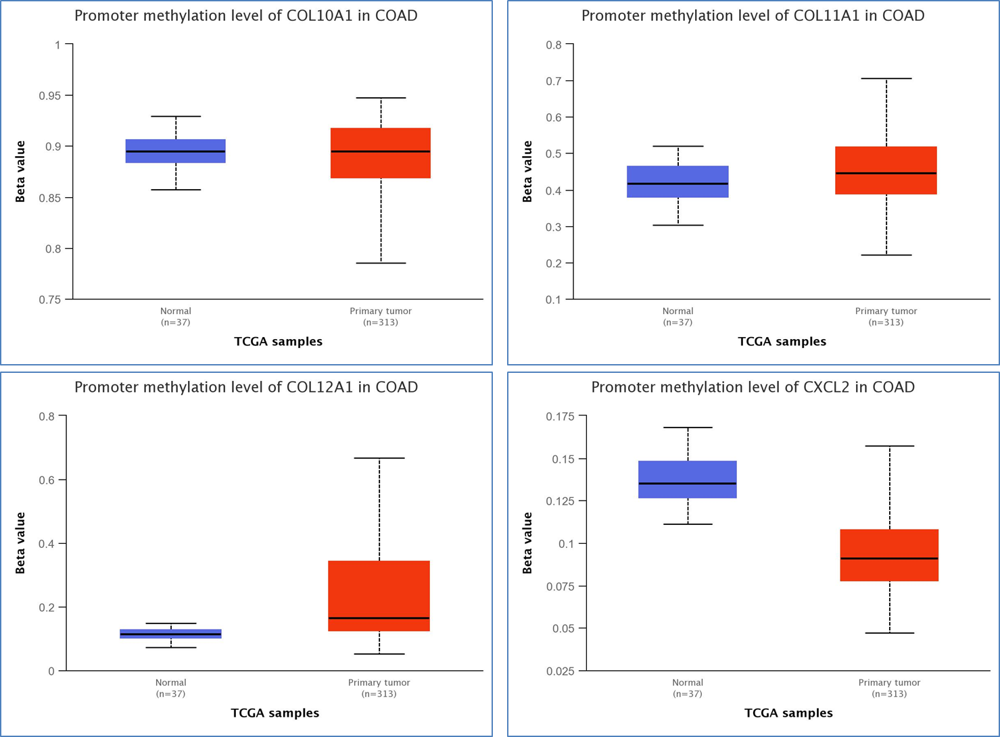 Promoter methylation level of COL10A1 in COAD
1
0.95
0.9
0.85
0.8
0.75
Beta value
Normal
(n=37)
Primary tumor
(n=313)
TCGA samples
Promoter methylation level of COL11A1 in COAD
0.8
0.7
0.6
0.5
0.4
0.3
0.2
0.1
Beta value
Normal
(n=37)
Primary tumor
(n=313)
TCGA samples
Promoter methylation level of COL12A1 in COAD
0.8
0.6
0.4
0.2
0
Beta value
Normal
(n=37)
Primary tumor
(n=313)
TCGA samples
Promoter methylation level of CXCL2 in COAD
0.175
0.15
0.125
0.1
0.075
0.05
0.025
Beta value
Normal
(n=37)
Primary tumor
(n=313)
TCGA samples